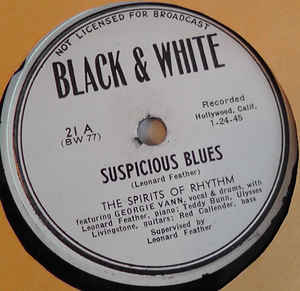 NOT LICENSED FOR BROADCAST
BLACK & WHITE
21 A
(BW 77)
Recorded
Hollywood, Calif.
1-24-45
SUSPICIOUS BLUES
(Leonard Feather)
THE SPIRITS OF RHYTHM
featuring GEORGIE VANN, vocal & drums, with
Leonard Feather, piano; Teddy Bunn, Ulysses
Livingstone, guitars; Red Callender, bass
Supervised by
Leonard Feather